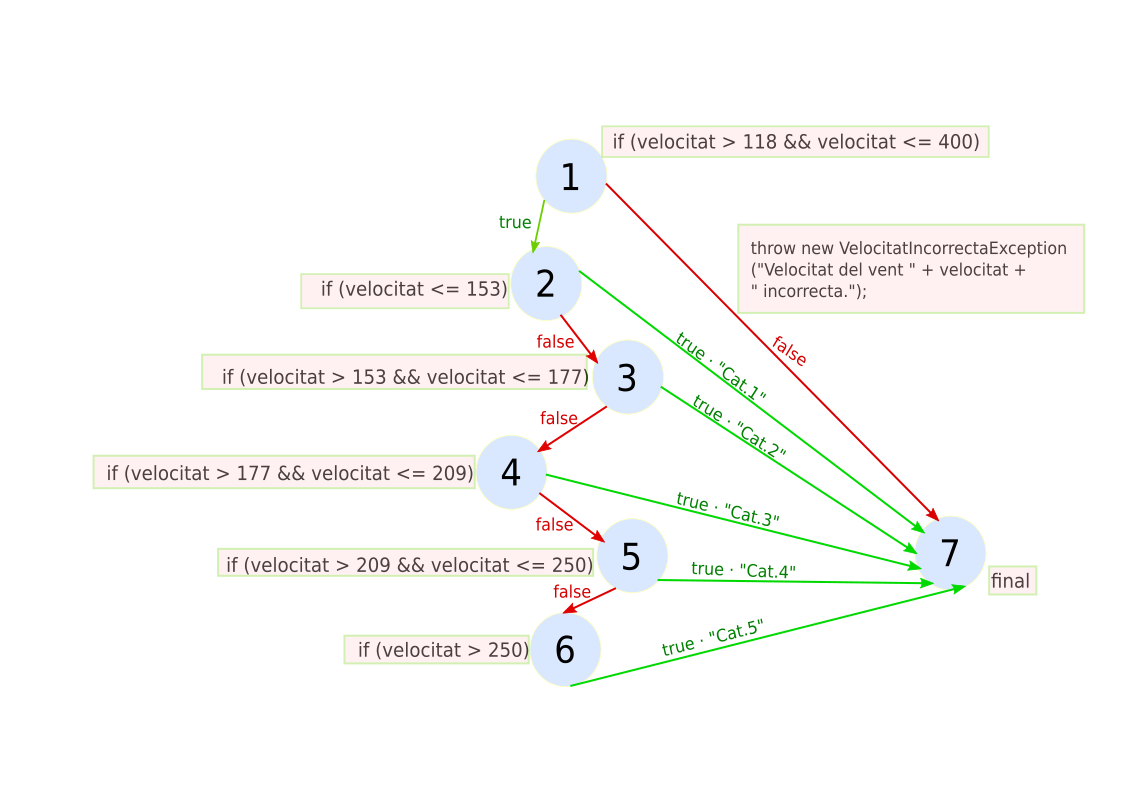 if (velocitat > 118 && velocitat <= 400)
1
true
throw new VelocitatIncorrectaException
("Velocitat del vent " + velocitat +
" incorrecta.");
if (velocitat <= 153)
2
false
false
true · "Cat.1"
if (velocitat > 153 && velocitat <= 177)
3
true · "Cat.2"
false
if (velocitat > 177 && velocitat <= 209)
4
true · "Cat.3"
false
if (velocitat > 209 && velocitat <= 250)
5
true · "Cat.4"
7
final
false
if (velocitat > 250)
6
true · "Cat.5"